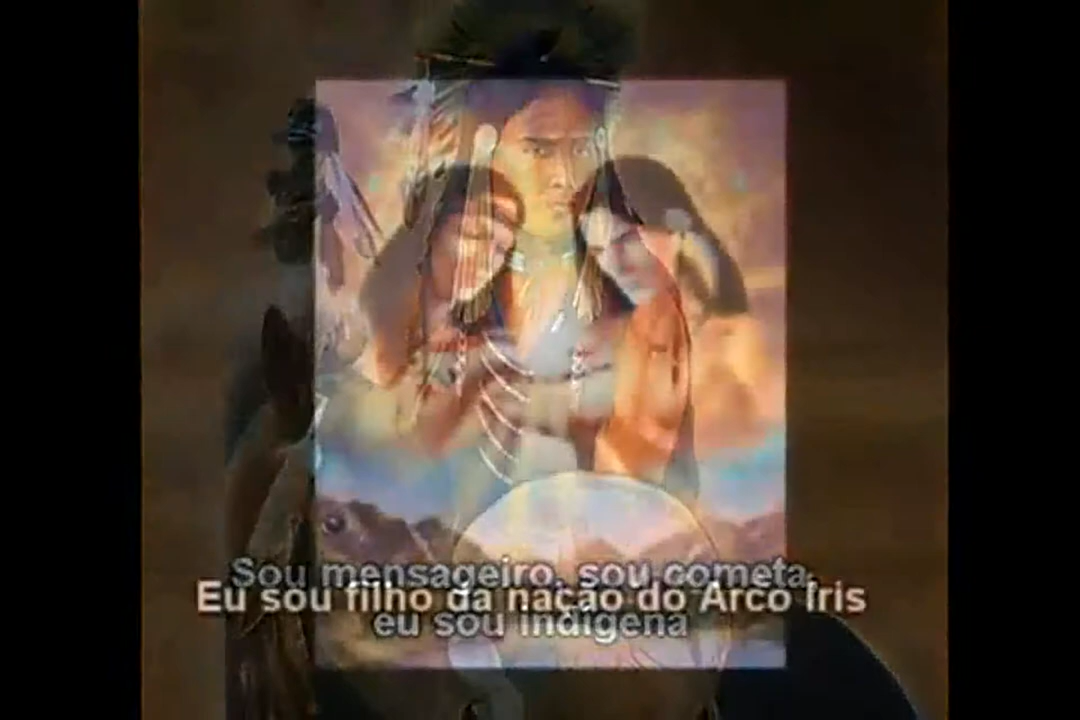 Sou mensageiro, sou cometa
Eu sou filho da nação do Arco Íris
eu sou indígena